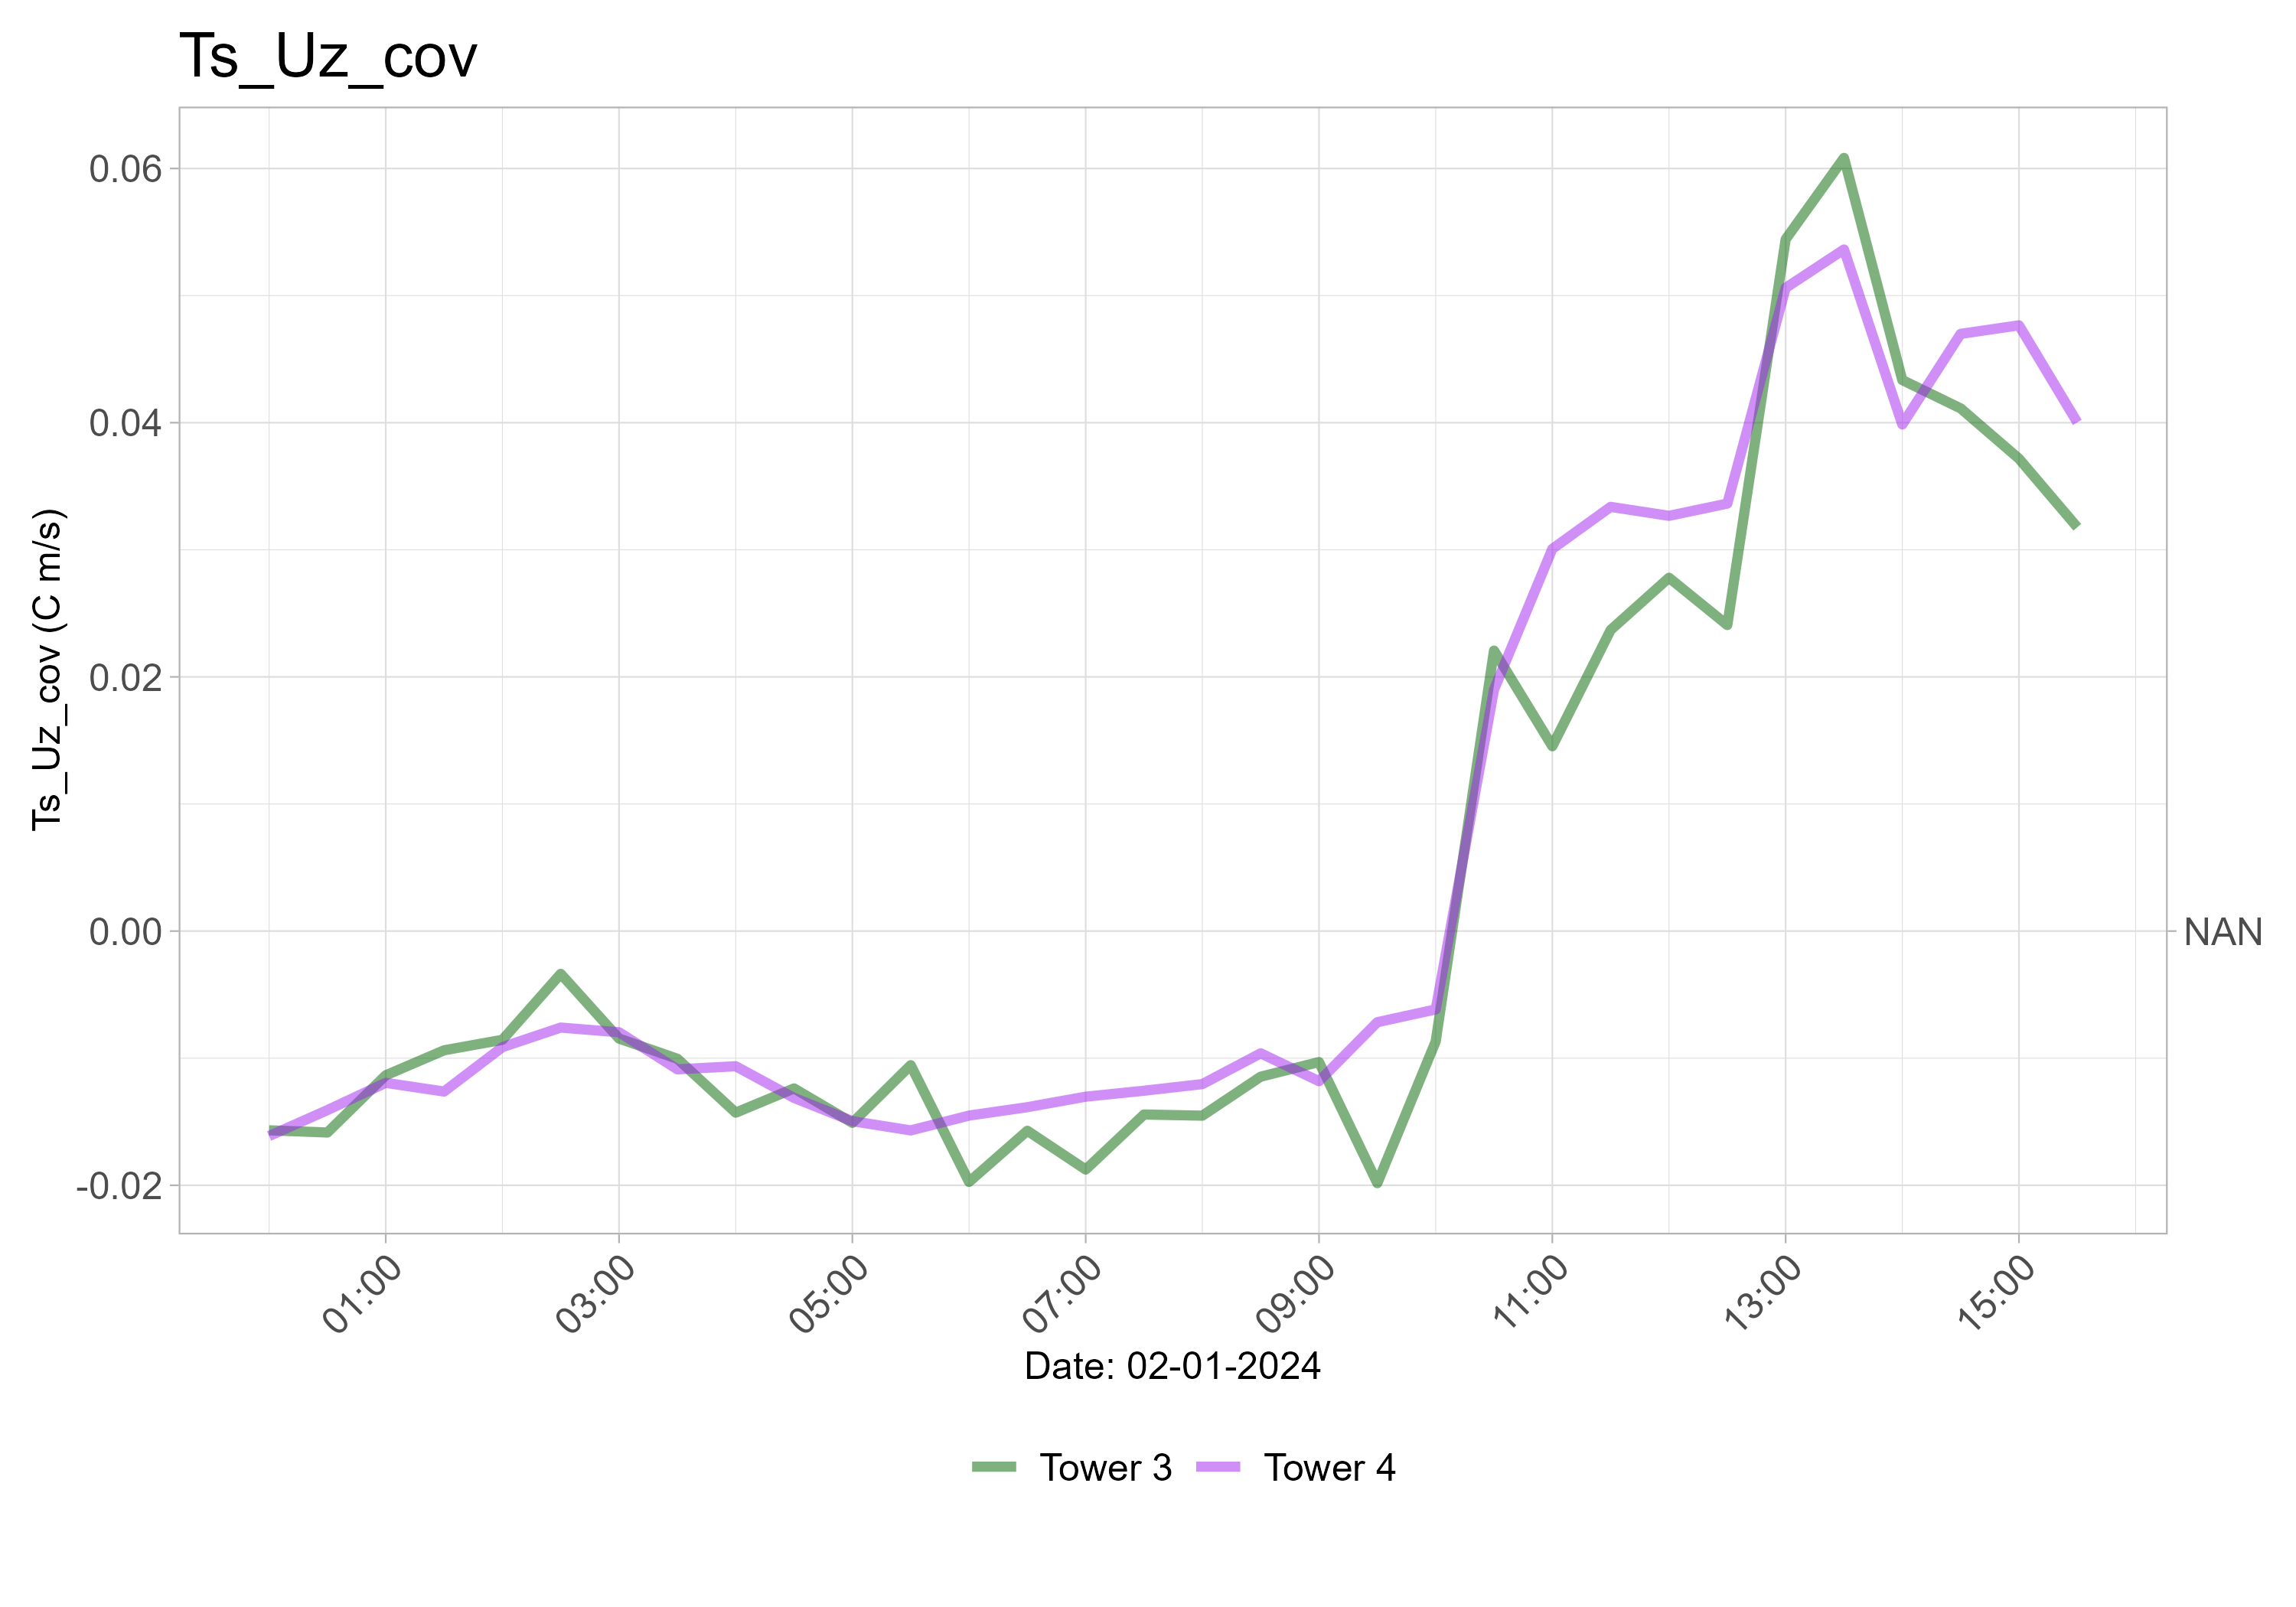 Ts_Uz_cov
Ts_Uz_cov (C m/s)
0.06
0.04
0.02
0.00
-0.02
NAN
01:00
03:00
05:00
07:00
09:00
11:00
13:00
15:00
Date: 02-01-2024
Tower 3
Tower 4